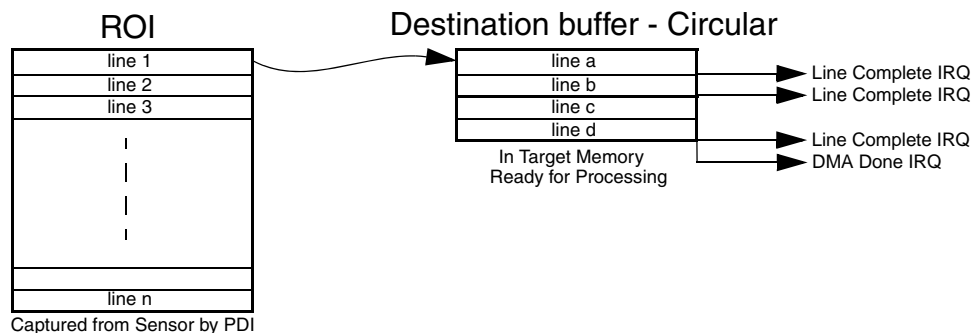 ROI
line 1
line 2
line 3
line n
Captured from Sensor by PDI
Destination buffer - Circular
line a
line b
line c
line d
In Target Memory
Ready for Processing
Line Complete IRQ
Line Complete IRQ
Line Complete IRQ
DMA Done IRQ